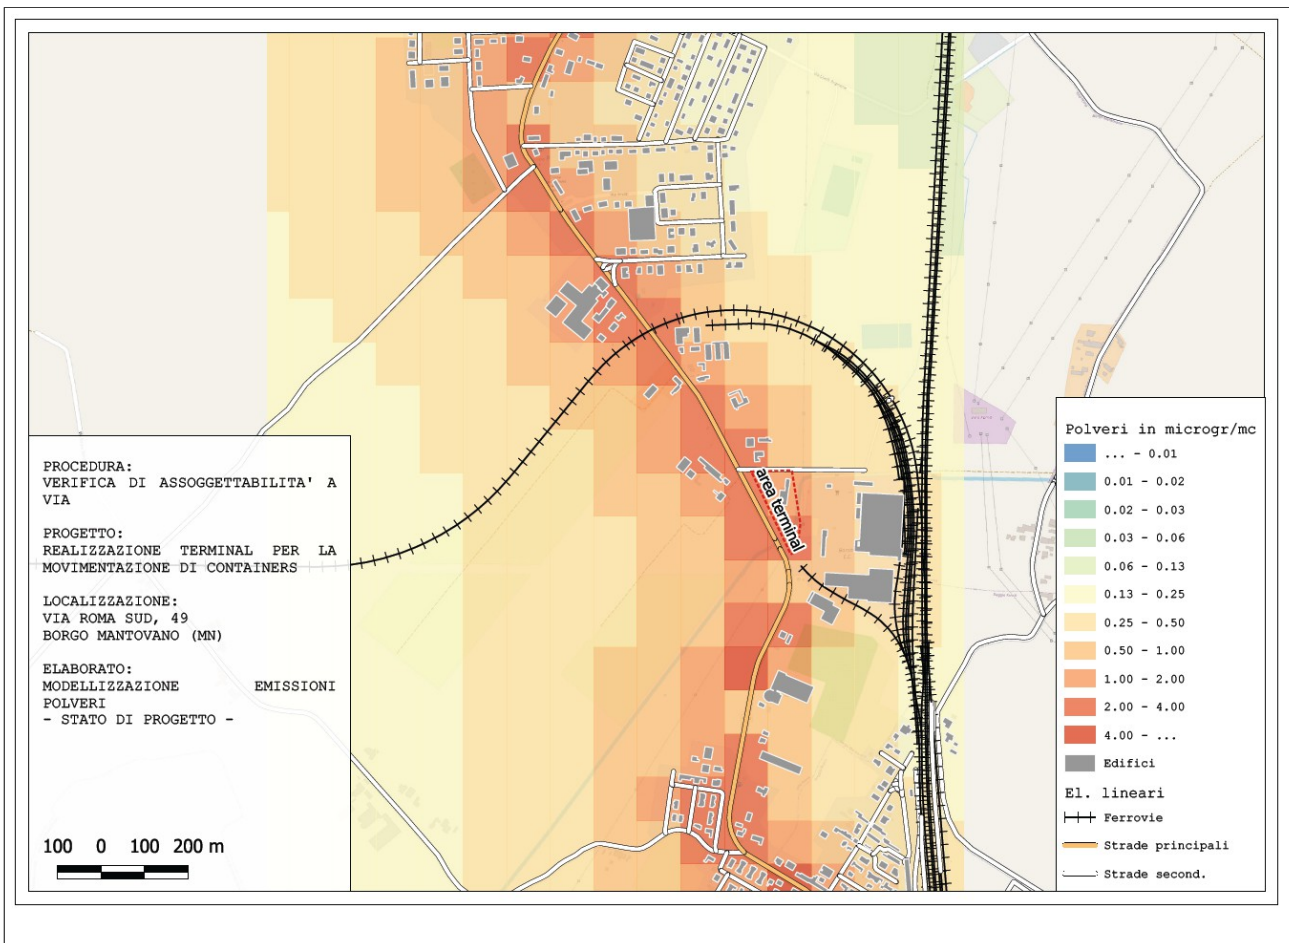 area terminal
PROCEDURA:
VERIFICA DI ASSOGGETTABILITA' A
VIA
PROGETTO:
REALIZZAZIONE TERMINAL PER LA
MOVIMENTAZIONE DI CONTAINERS
LOCALIZZAZIONE:
VIA ROMA SUD, 49
BORGO MANTOVANO (MN)
ELABORATO:
MODELLIZZAZIONE EMISSIONI
POLVERI
- STATO DI PROGETTO -
100 0 100 200 m
Polveri in microgr/mc
... - 0.01
0.01 - 0.02
0.02 - 0.03
0.03 - 0.06
0.06 - 0.13
0.13 - 0.25
0.25 - 0.50
0.50 - 1.00
1.00 - 2.00
2.00 - 4.00
4.00 - ...
Edifici
El. lineari
Ferrovie
Strade principali
Strade second.